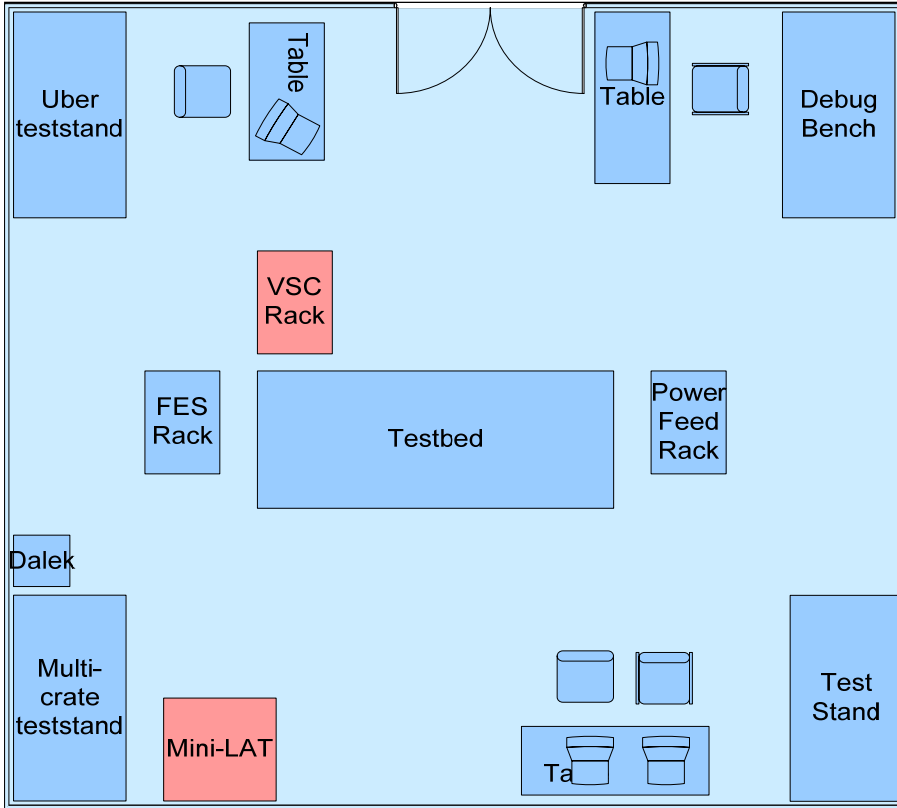 Uber
teststand
Table
Table
Debug
Bench
VSC
Rack
FES
Rack
Testbed
Power
Feed
Rack
Dalek
Multi-
crate
teststand
Mini-LAT
Ta
Test
Stand